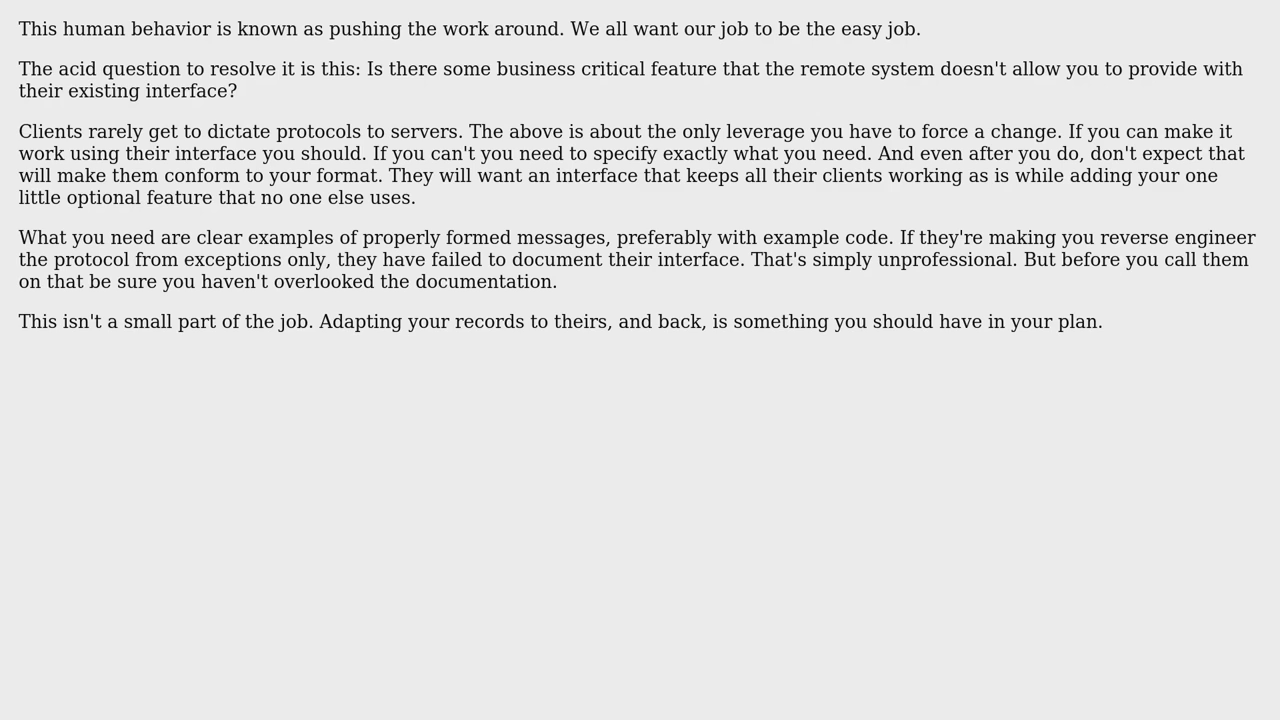 This human behavior is known as pushing the work around. We all want our job to be the easy job.
The acid question to resolve it is this: Is there some business critical feature that the remote system doesn't allow you to provide with
their existing interface?
Clients rarely get to dictate protocols to servers. The above is about the only leverage you have to force a change. If you can make it
work using their interface you should. If you can't you need to specify exactly what you need. And even after you do, don't expect that
will make them conform to your format. They will want an interface that keeps all their clients working as is while adding your one
little optional feature that no one else uses.
What you need are clear examples of properly formed messages, preferably with example code. If they're making you reverse engineer
the protocol from exceptions only, they have failed to document their interface. That's simply unprofessional. But before you call them
on that be sure you haven't overlooked the documentation.
This isn't a small part of the job. Adapting your records to theirs, and back, is something you should have in your plan.